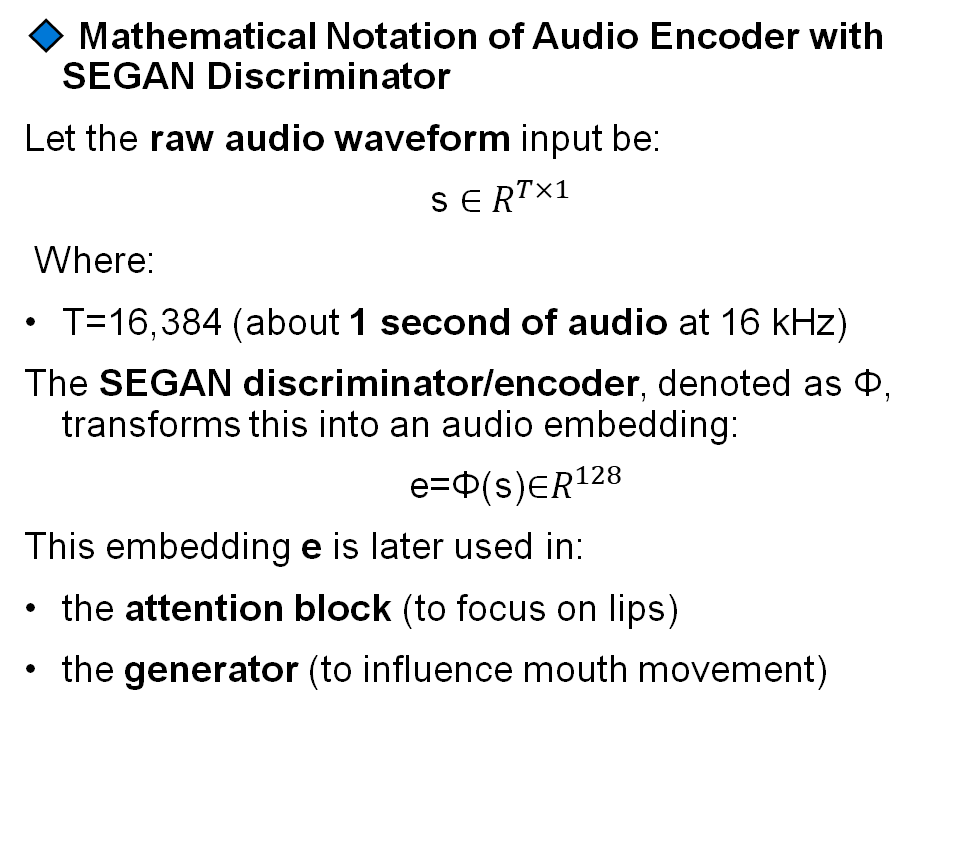 Mathematical Notation of Audio Encoder with
SEGAN Discriminator
Let the raw audio waveform input be:
s ∈ R^{T×1}
Where:
• T=16,384 (about 1 second of audio at 16 kHz)
The SEGAN discriminator/encoder, denoted as Φ,
transforms this into an audio embedding:
e=Φ(s)∈R^{128}
This embedding e is later used in:
• the attention block (to focus on lips)
• the generator (to influence mouth movement)